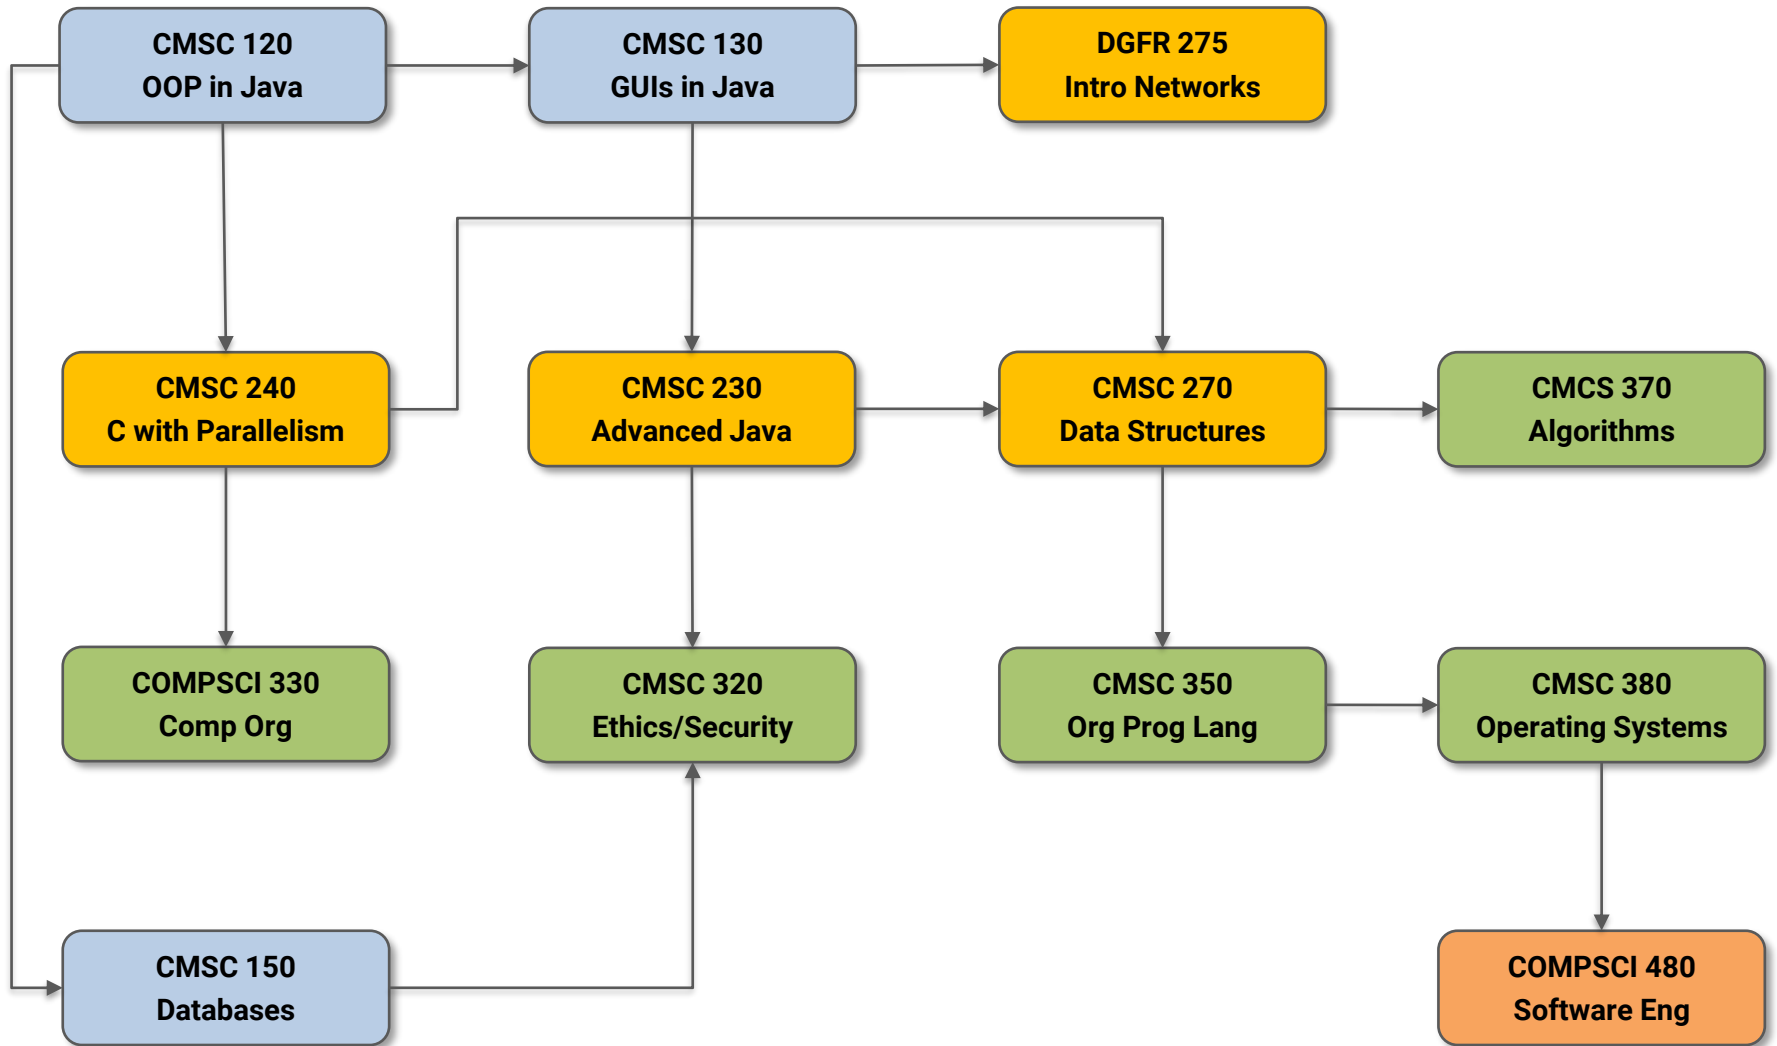 CMSC 120
OOP in Java
CMSC 130
GUIs in Java
DGFR 275
Intro Networks
CMSC 240
C with Parallelism
CMSC 230
Advanced Java
CMSC 270
Data Structures
CMCS 370
Algorithms
COMPSCI 330
Comp Org
CMSC 320
Ethics/Security
CMSC 350
Org Prog Lang
CMSC 380
Operating Systems
CMSC 150
Databases
COMPSCI 480
Software Eng